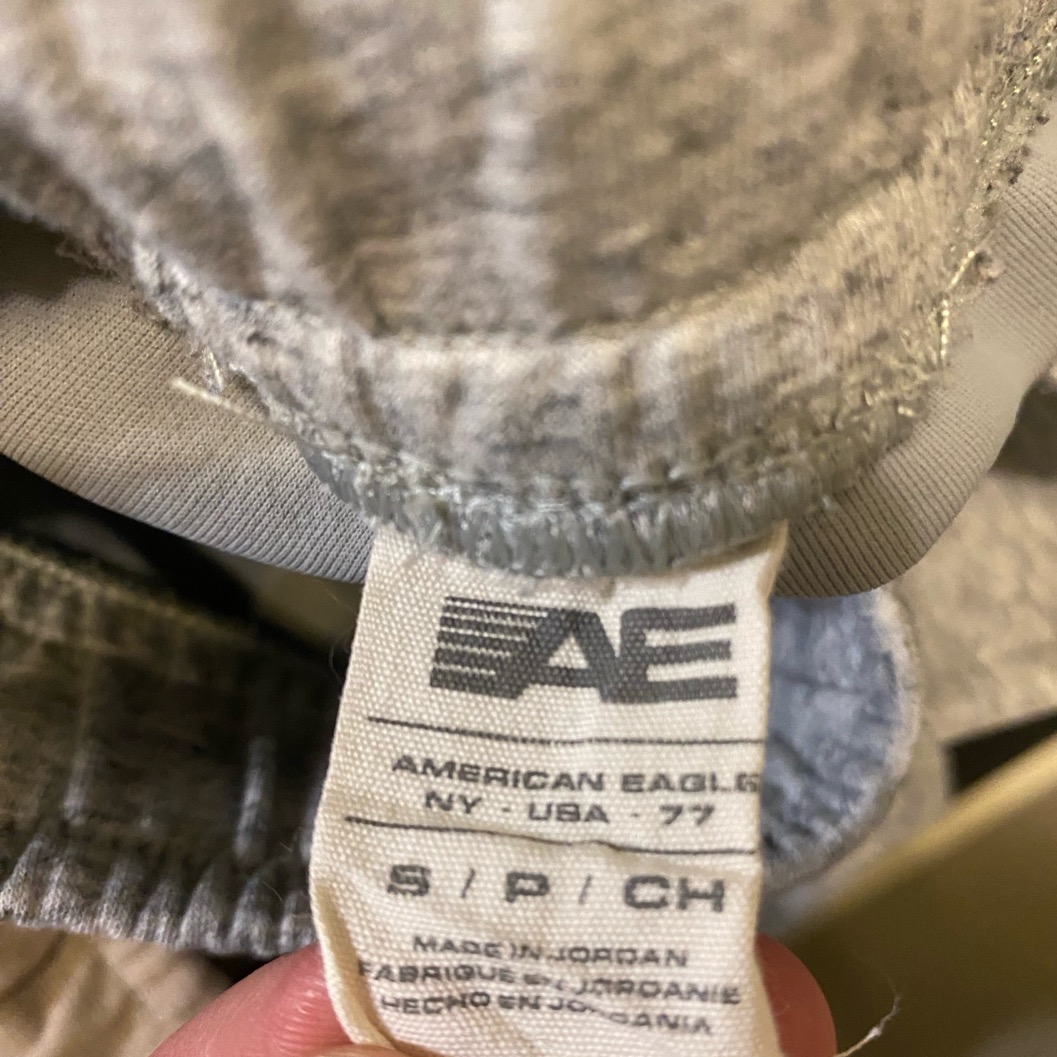 AE
AMERICAN EAGLE
NY - USA - 77
S / P / CH
MADE IN JORDAN
FABRIQUE EN JORDANIE
HECHO EN JORDANIA